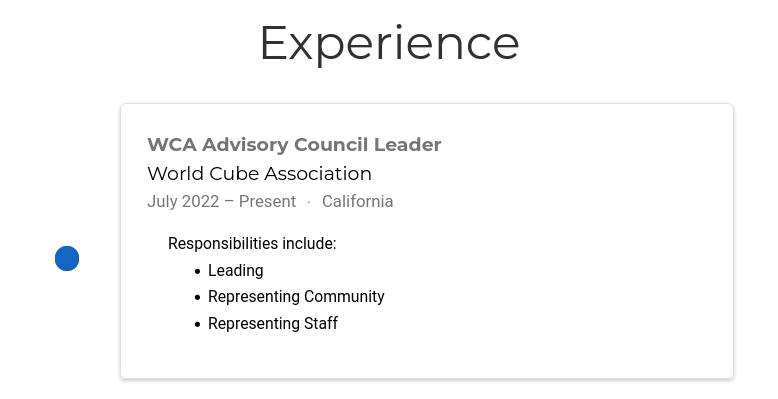 Experience
WCA Advisory Council Leader
World Cube Association
July 2022 – Present · California
Responsibilities include:
• Leading
• Representing Community
• Representing Staff